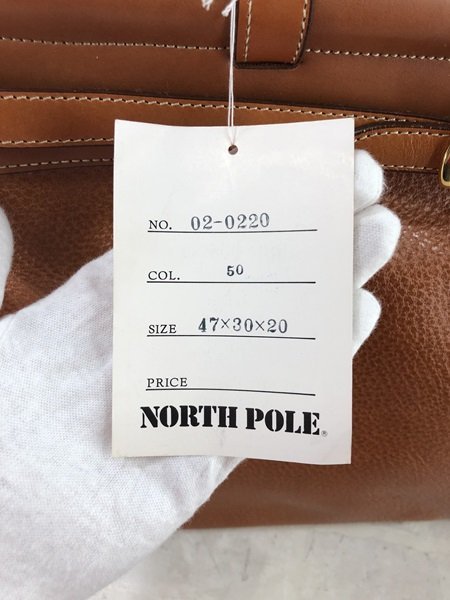 NO. 02-0220
COL. 50
SIZE 47×30×20
PRICE
NORTH POLE®